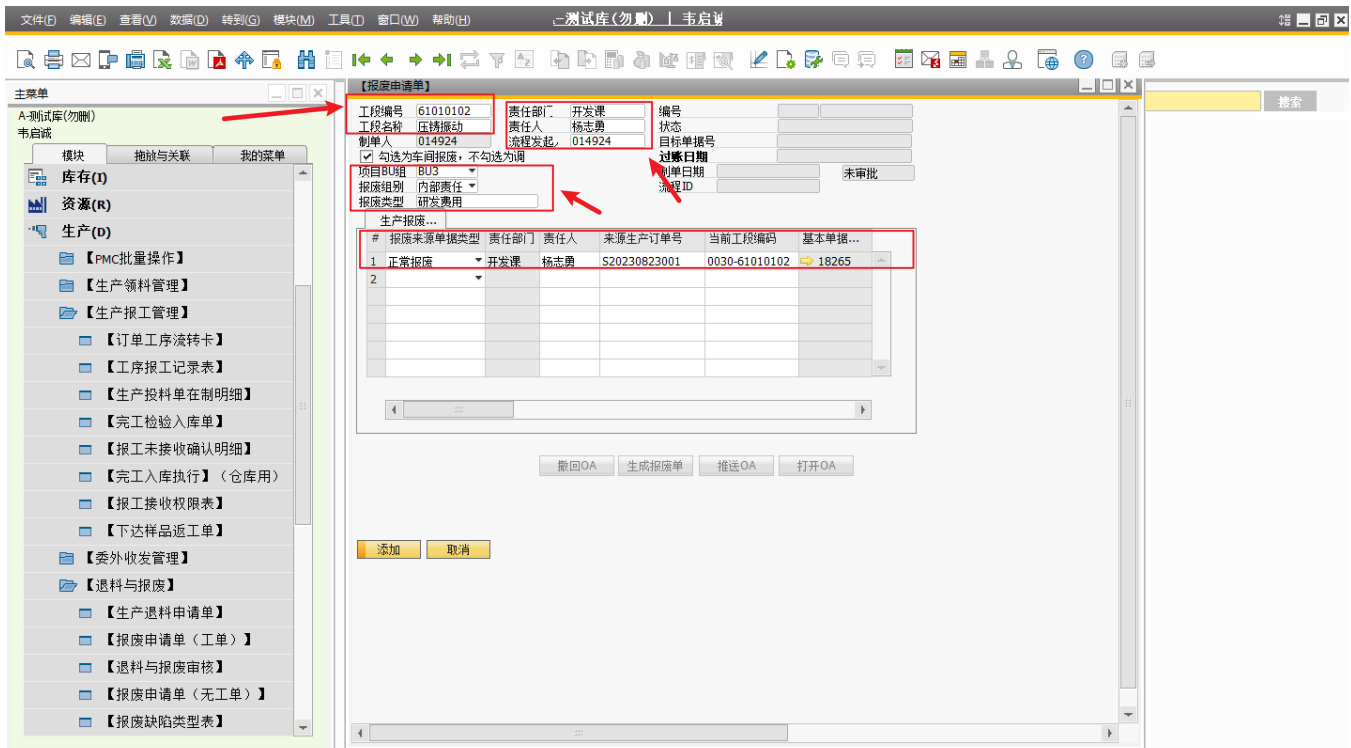 文件(F) 编辑(E) 查看(V) 数据(D) 转到(G) 模块(M) 工具(T) 窗口(W) 帮助(H) 测试库(勿删) | 韦启
主菜单
A-测试库(勿删)
韦启诚
模块 拖放与关联 我的菜单
库存(I)
资源(R)
生产(D)
【PMC批量操作】
【生产领料管理】
【生产报工管理】
【订单工序流转卡】
【工序报工记录表】
【生产投料单在制明细】
【完工检验入库单】
【报工未接收确认明细】
【完工入库执行】（仓库用）
【报工接收权限表】
【下达样品返工单】
【委外收发管理】
【退料与报废】
【生产退料申请单】
【报废申请单（工单）】
【退料与报废审核】
【报废申请单（无工单）】
【报废缺陷类型表】
【报废申请单】
搜索
工段编号 61010102 责任部门 开发课 编号
工段名称 压铸振动 责任人 杨志勇 状态
制单人 014924 流程发起人 014924 目标单据号
勾选为车间报废，不勾选为调 过账日期
项目BU组 BU3 制单日期 未审批
报废组别 内部责任 流程ID
报废类型 研发费用
生产报废...
# 报废来源单据类型 责任部门 责任人 来源生产订单号 当前工段编码 基本单据...
1 正常报废 开发课 杨志勇 S20230823001 0030-61010102 18265
2
撤回OA 生成报废单 推送OA 打开OA
添加 取消